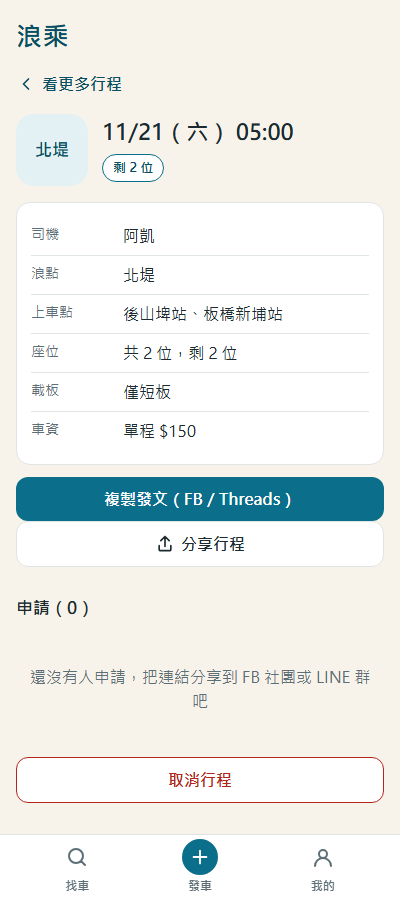 浪乘
看更多行程
北堤
11/21（六）05:00
剩 2 位
司機 阿凱
浪點 北堤
上車點 後山埤站、板橋新埔站
座位 共 2 位，剩 2 位
載板 僅短板
車資 單程 $150
複製發文（FB / Threads）
分享行程
申請（0）
還沒有人申請，把連結分享到 FB 社團或 LINE 群
吧
取消行程
找車 發車 我的